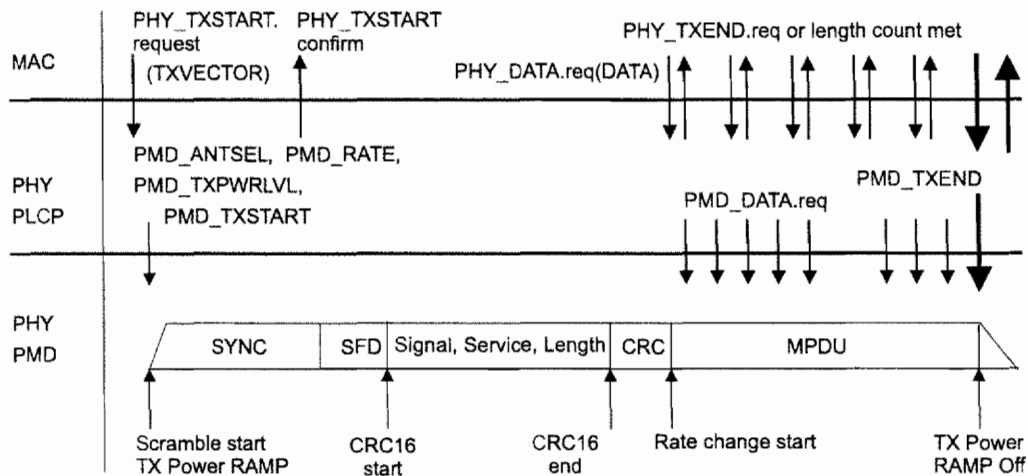 PHY_TXSTART.
request
(TXVECTOR)
PHY_TXSTART
confirm
PHY_TXEND.req or length count met
MAC
PHY_DATA.req(DATA)
PMD_ANTSEL, PMD_RATE,
PMD_TXPWRLVL,
PMD_TXSTART
PHY
PLCP
PMD_TXEND
PMD_DATA.req
PHY
PMD
SYNC
SFD
Signal, Service, Length
CRC
MPDU
Scramble start
TX Power RAMP
CRC16
start
CRC16
end
Rate change start
TX Power
RAMP Off